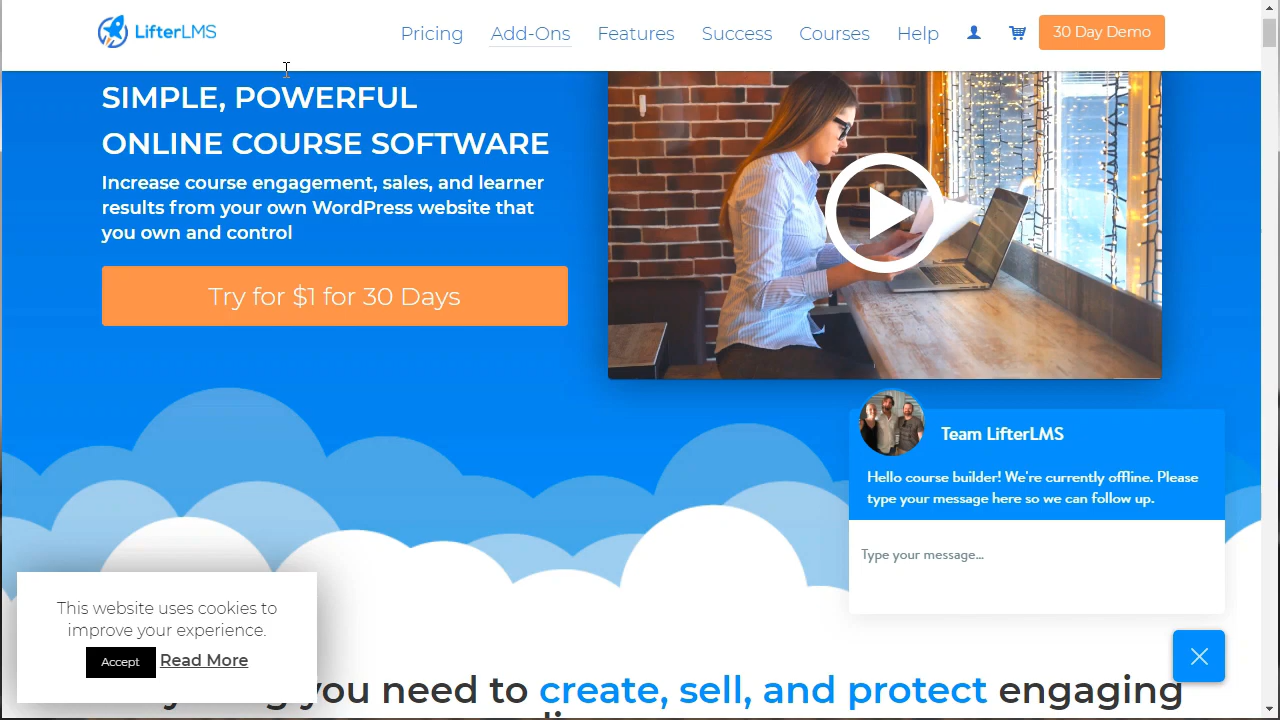 LifterLMS
Pricing Add-Ons Features Success Courses Help 30 Day Demo
SIMPLE, POWERFUL
ONLINE COURSE SOFTWARE
Increase course engagement, sales, and learner
results from your own WordPress website that
you own and control
Try for $1 for 30 Days
Team LifterLMS
Hello course builder! We're currently offline. Please
type your message here so we can follow up.
Type your message...
This website uses cookies to
improve your experience.
Accept Read More
you need to create, sell, and protect engaging